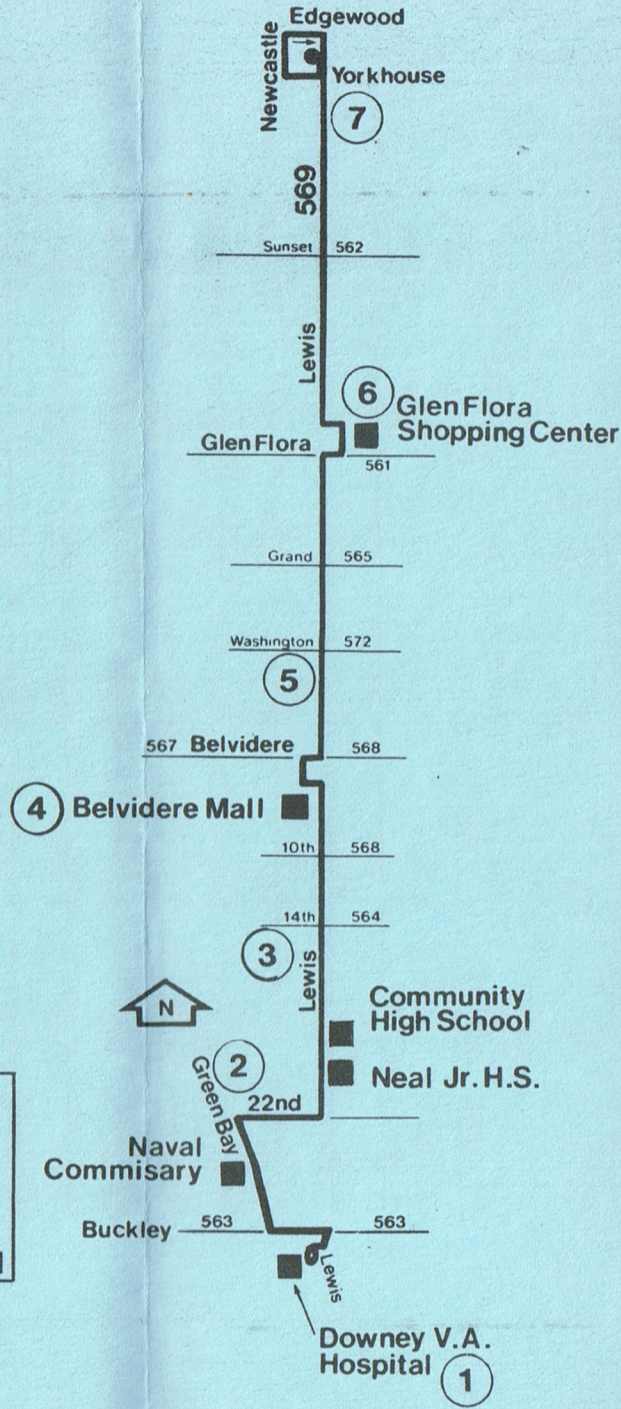 Edgewood
Newcastle
Yorkhouse
7
569
Sunset 562
Lewis
6
Glen Flora
Shopping Center
Glen Flora
561
Grand 565
Washington 572
5
567 Belvidere 568
4 Belvidere Mall
10th 568
14th 564
3
Lewis
N
Community
High School
2
Green Bay
Neal Jr. H.S.
22nd
Naval
Commisary
Buckley 563 563
Lewis
Downey V.A.
Hospital 1